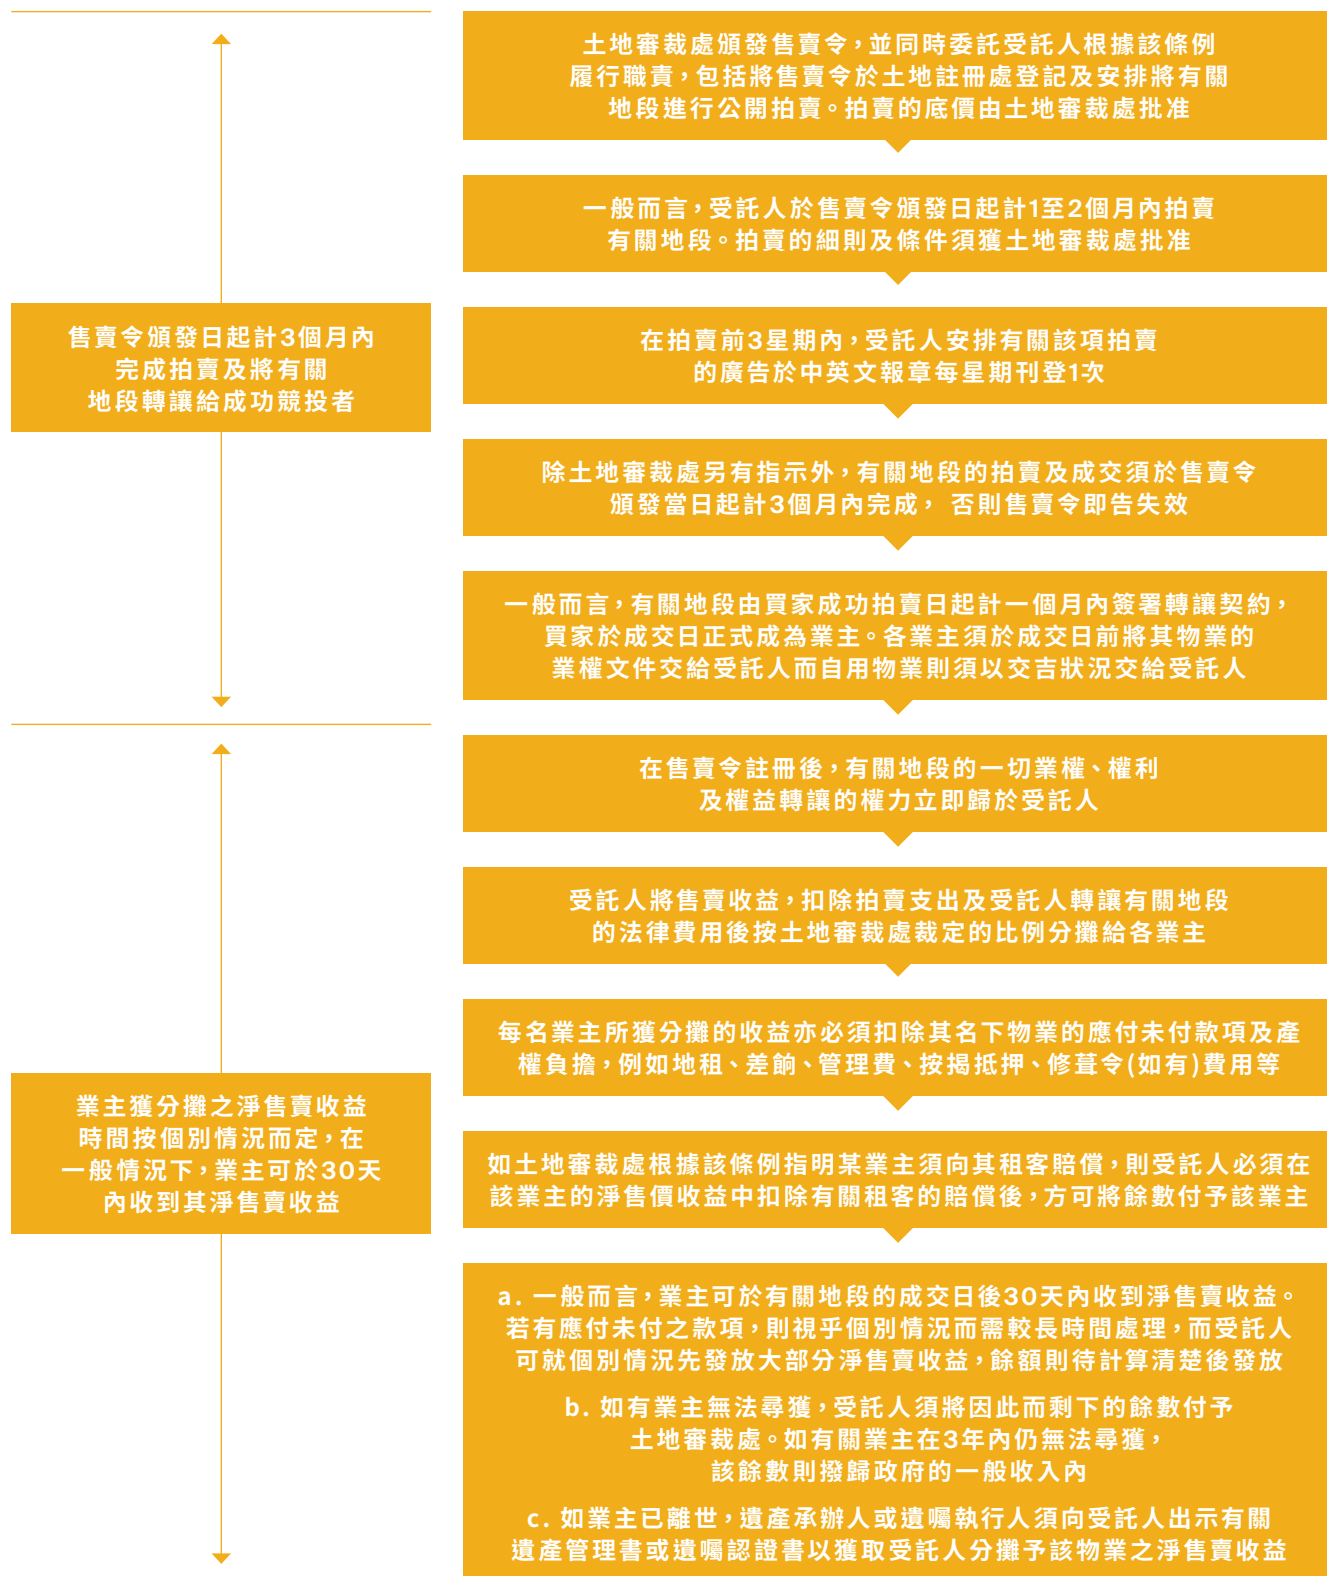 土地審裁處頒發售賣令，並同時委託受託人根據該條例
履行職責，包括將售賣令於土地註冊處登記及安排將有關
地段進行公開拍賣。拍賣的底價由土地審裁處批准
一般而言，受託人於售賣令頒發日起計1至2個月內拍賣
有關地段。拍賣的細則及條件須獲土地審裁處批准
售賣令頒發日起計3個月內
完成拍賣及將有關
地段轉讓給成功競投者
在拍賣前3星期內，受託人安排有關該項拍賣
的廣告於中英文報章每星期刊登1次
除土地審裁處另有指示外，有關地段的拍賣及成交須於售賣令
頒發當日起計3個月內完成， 否則售賣令即告失效
一般而言，有關地段由買家成功拍賣日起計一個月內簽署轉讓契約，
買家於成交日正式成為業主。各業主須於成交日前將其物業的
業權文件交給受託人而自用物業則須以交吉狀況交給受託人
在售賣令註冊後，有關地段的一切業權、權利
及權益轉讓的權力立即歸於受託人
受託人將售賣收益，扣除拍賣支出及受託人轉讓有關地段
的法律費用後按土地審裁處裁定的比例分攤給各業主
每名業主所獲分攤的收益亦必須扣除其名下物業的應付未付款項及產
權負擔，例如地租、差餉、管理費、按揭抵押、修葺令(如有)費用等
業主獲分攤之淨售賣收益
時間按個別情況而定，在
一般情況下，業主可於30天
內收到其淨售賣收益
如土地審裁處根據該條例指明某業主須向其租客賠償，則受託人必須在
該業主的淨售價收益中扣除有關租客的賠償後，方可將餘數付予該業主
a. 一般而言，業主可於有關地段的成交日後30天內收到淨售賣收益。
若有應付未付之款項，則視乎個別情況而需較長時間處理，而受託人
可就個別情況先發放大部分淨售賣收益，餘額則待計算清楚後發放
b. 如有業主無法尋獲，受託人須將因此而剩下的餘數付予
土地審裁處。如有關業主在3年內仍無法尋獲，
該餘數則撥歸政府的一般收入內
c. 如業主已離世，遺產承辦人或遺囑執行人須向受託人出示有關
遺產管理書或遺囑認證書以獲取受託人分攤予該物業之淨售賣收益